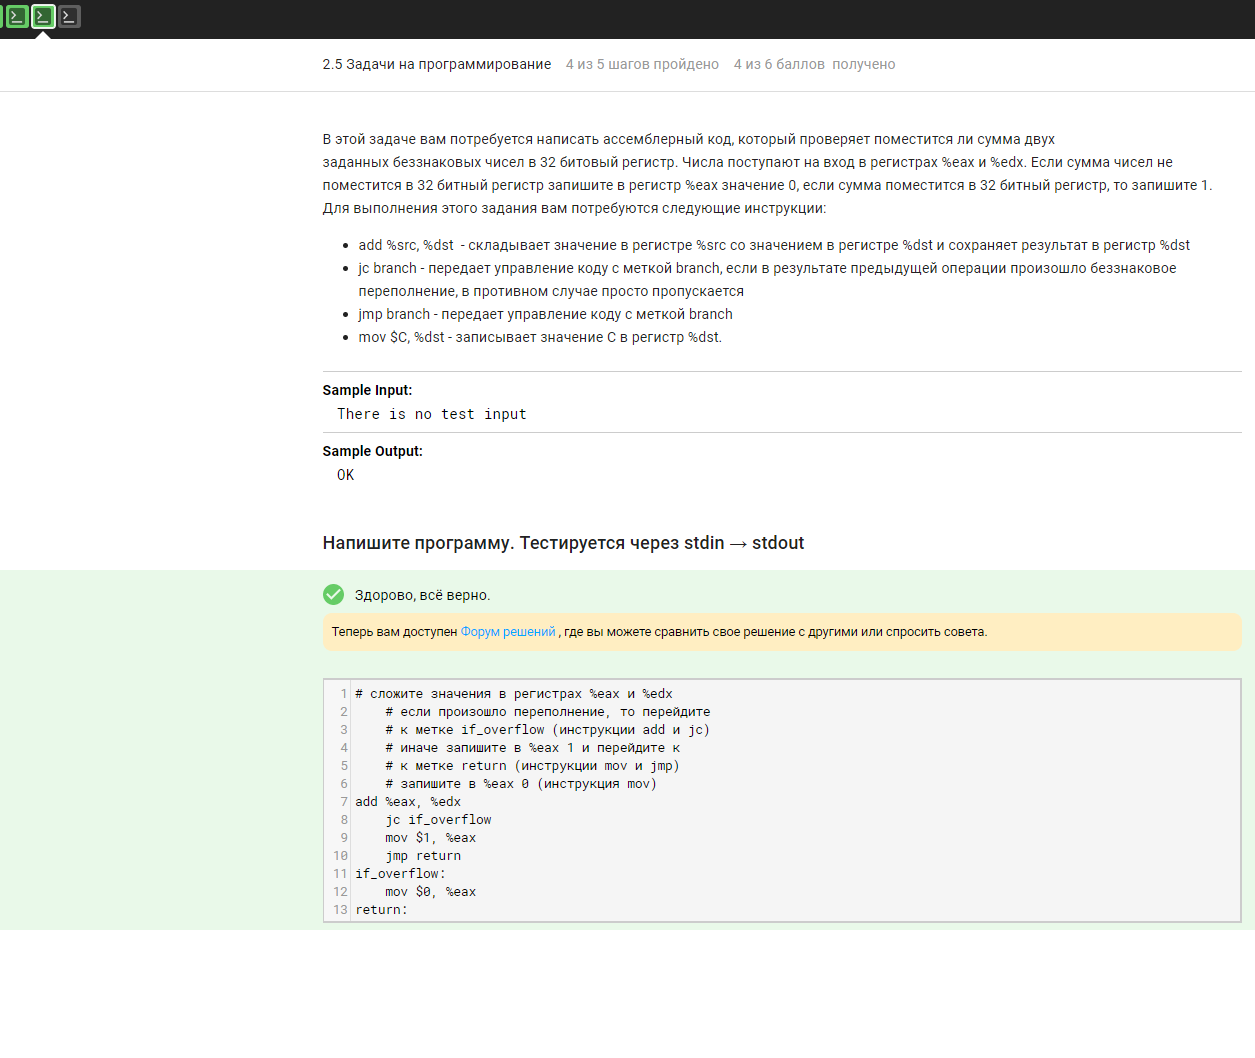 2.5 Задачи на программирование 4 из 5 шагов пройдено 4 из 6 баллов получено
В этой задаче вам потребуется написать ассемблерный код, который проверяет поместится ли сумма двух
заданных беззнаковых чисел в 32 битовый регистр. Числа поступают на вход в регистрах %eax и %edx. Если сумма чисел не
поместится в 32 битный регистр запишите в регистр %eax значение 0, если сумма поместится в 32 битный регистр, то запишите 1.
Для выполнения этого задания вам потребуются следующие инструкции:
• add %src, %dst - складывает значение в регистре %src со значением в регистре %dst и сохраняет результат в регистр %dst
• jc branch - передает управление коду с меткой branch, если в результате предыдущей операции произошло беззнаковое
переполнение, в противном случае просто пропускается
• jmp branch - передает управление коду с меткой branch
• mov $C, %dst - записывает значение C в регистр %dst.
Sample Input:
There is no test input
Sample Output:
OK
Напишите программу. Тестируется через stdin → stdout
Здорово, всё верно.
Теперь вам доступен Форум решений , где вы можете сравнить свое решение с другими или спросить совета.
1 # сложите значения в регистрах %eax и %edx
2 # если произошло переполнение, то перейдите
3 # к метке if_overflow (инструкции add и jc)
4 # иначе запишите в %eax 1 и перейдите к
5 # к метке return (инструкции mov и jmp)
6 # запишите в %eax 0 (инструкция mov)
7 add %eax, %edx
8 jc if_overflow
9 mov $1, %eax
10 jmp return
11 if_overflow:
12 mov $0, %eax
13 return: